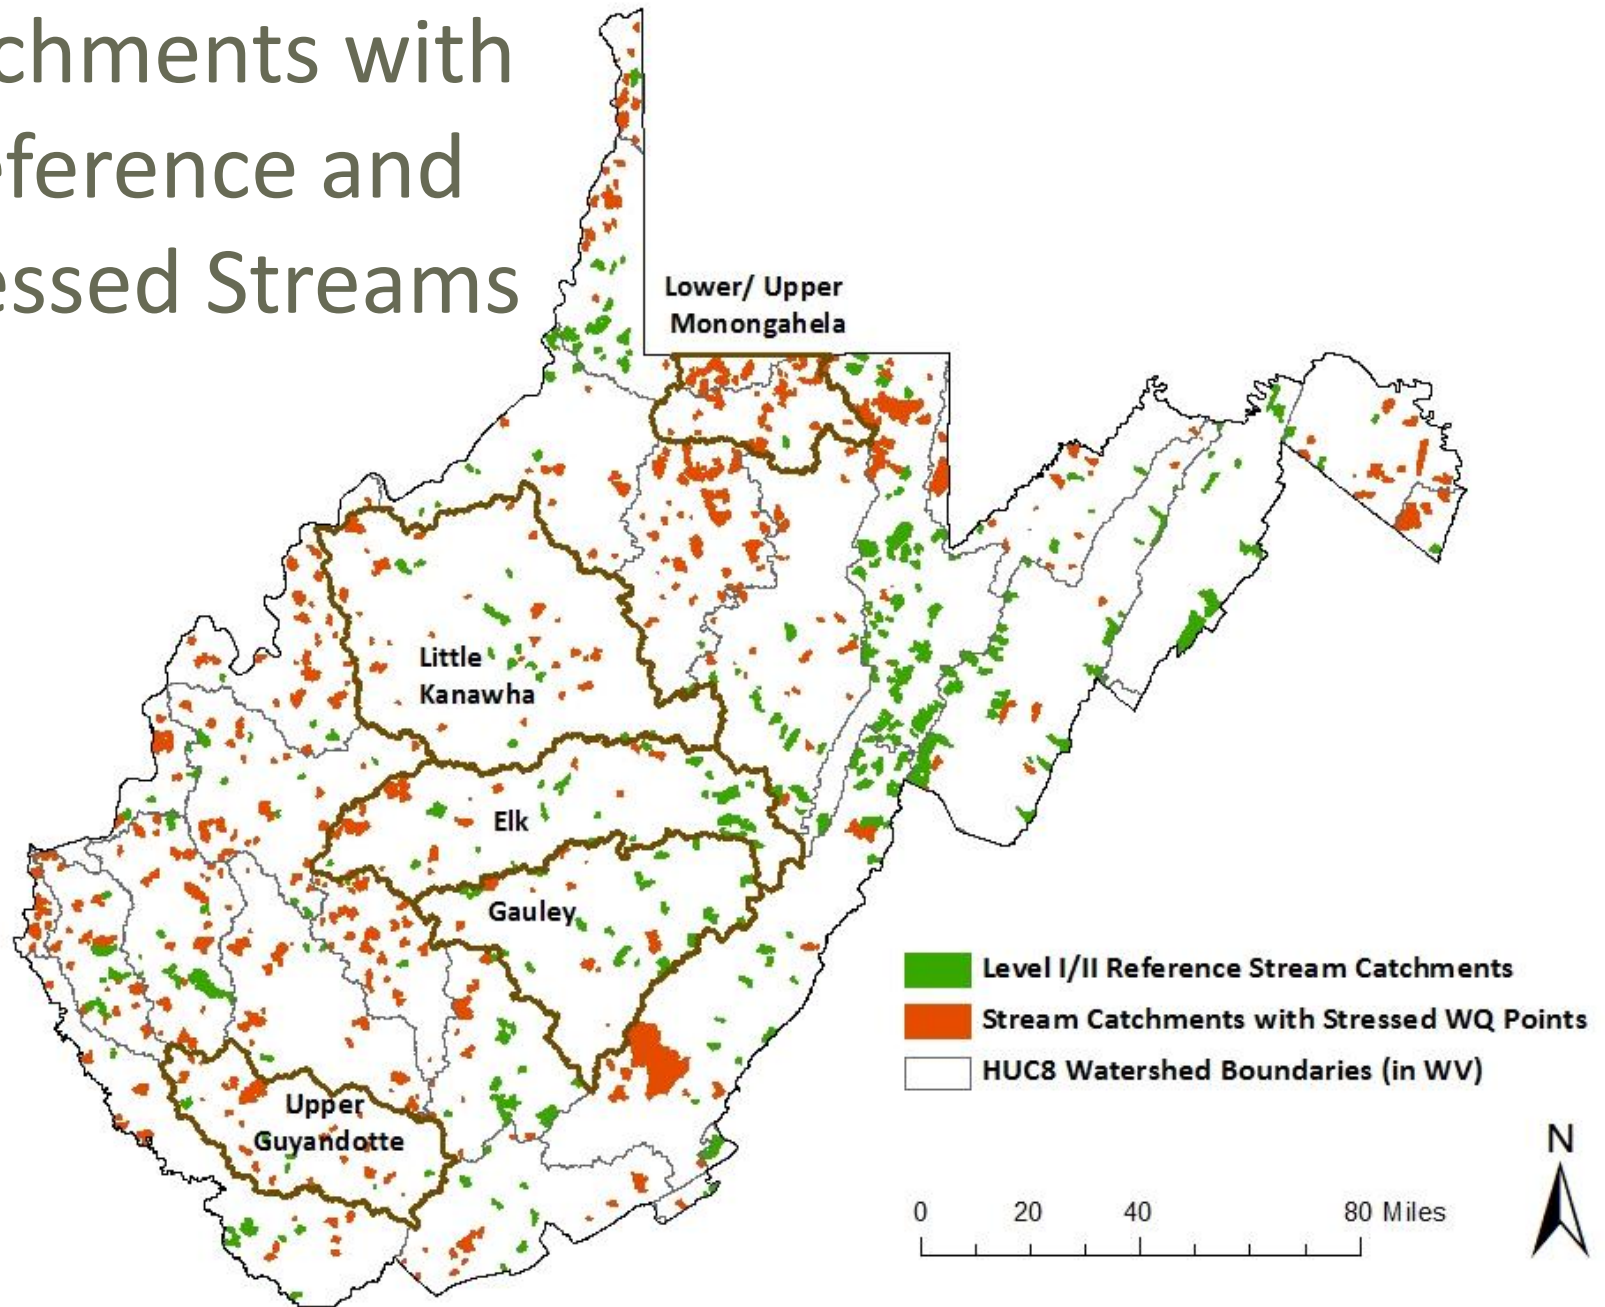 chments with
ference and
essed Streams
Lower/ Upper
Monongahela
Little
Kanawha
Elk
Gauley
Upper
Guyandotte
Level I/II Reference Stream Catchments
Stream Catchments with Stressed WQ Points
HUC8 Watershed Boundaries (in WV)
N
0 20 40 80 Miles